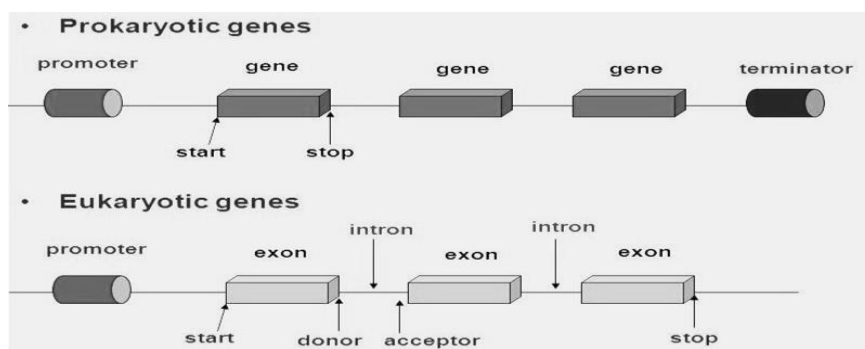 • Prokaryotic genes
promoter gene gene gene terminator
start stop
• Eukaryotic genes
intron intron
promoter exon exon exon
start donor acceptor stop